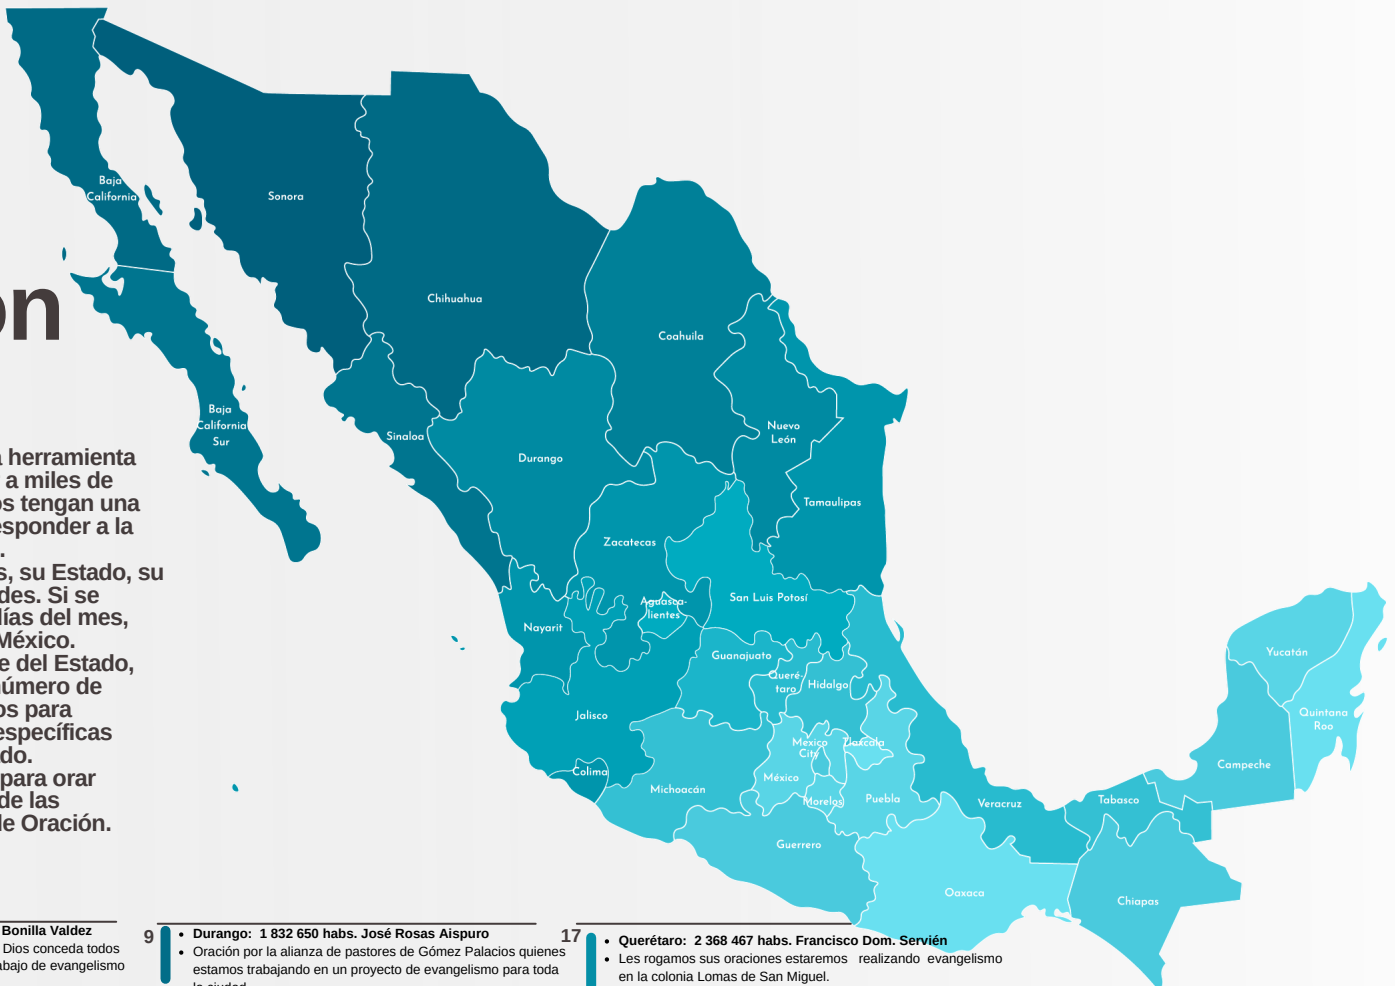 ón
a herramienta
a miles de
os tengan una
esponder a la
.
s, su Estado, su
des. Si se
días del mes,
México.
e del Estado,
número de
os para
específicas
do.
para orar
de las
de Oración.
Baja
California
Sonora
Chihuahua
Coahuila
Baja
California
Sur
Sinaloa
Durango
Nuevo
León
Tamaulipas
Zacatecas
San Luis Potosí
Aguasca-
lientes
Nayarit
Guanajuato
Queré-
taro
Hidalgo
Jalisco
Mexico
City
Tlaxcala
Colima
México
Michoacán
Morelos
Puebla
Veracruz
Guerrero
Oaxaca
Tabasco
Chiapas
Campeche
Yucatán
Quintana
Roo
Bonilla Valdez
Dios conceda todos
abajo de evangelismo
9
• Durango: 1 832 650 habs. José Rosas Aispuro
• Oración por la alianza de pastores de Gómez Palacios quienes
estamos trabajando en un proyecto de evangelismo para toda
la ciudad
17
• Querétaro: 2 368 467 habs. Francisco Dom. Servién
• Les rogamos sus oraciones estaremos realizando evangelismo
en la colonia Lomas de San Miguel.